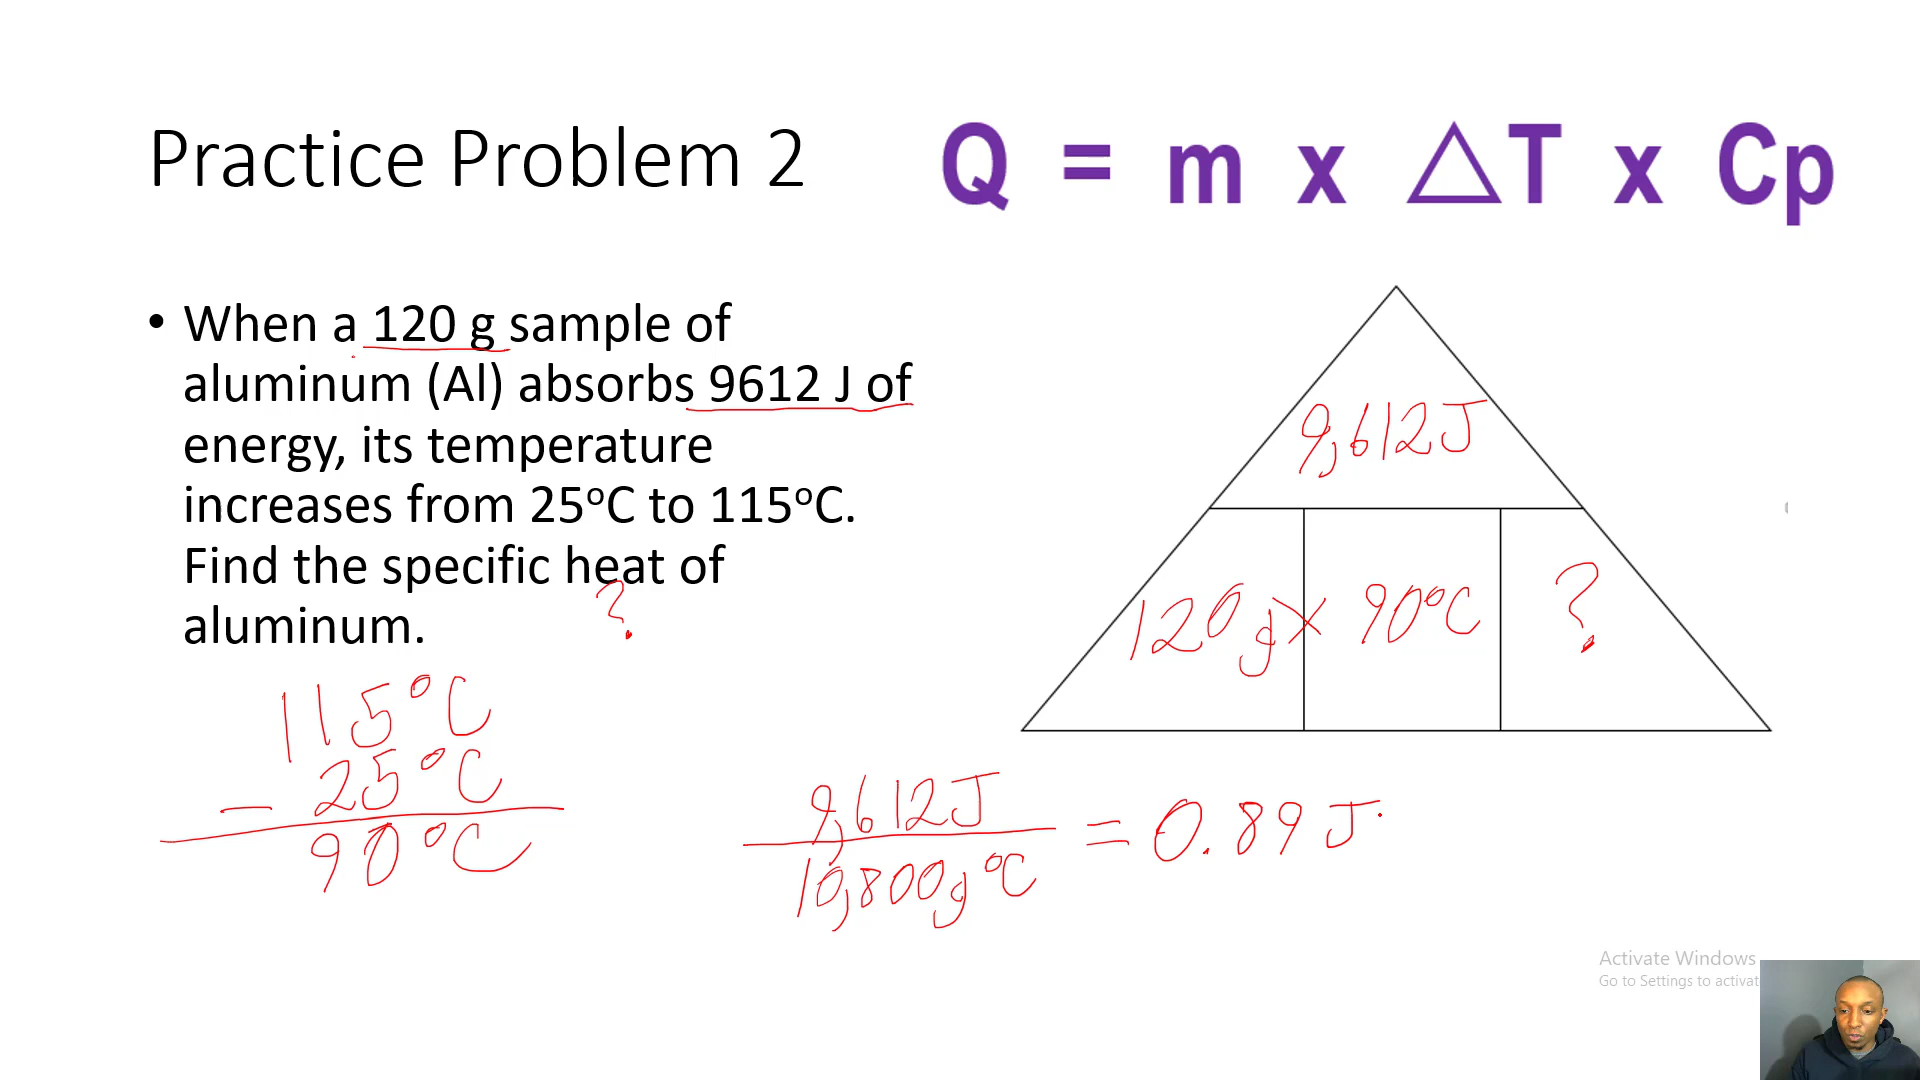 Practice Problem 2
Q = m x △T x Cp
• When a 120 g sample of
aluminum (Al) absorbs 9612 J of
energy, its temperature
increases from 25°C to 115°C.
Find the specific heat of
aluminum.
?
115°C
- 25°C
90°C
9,612J
120g x 90°C ?
9,612J
10,800g°C
= 0.89 J.
Activate Windows
Go to Settings to activat